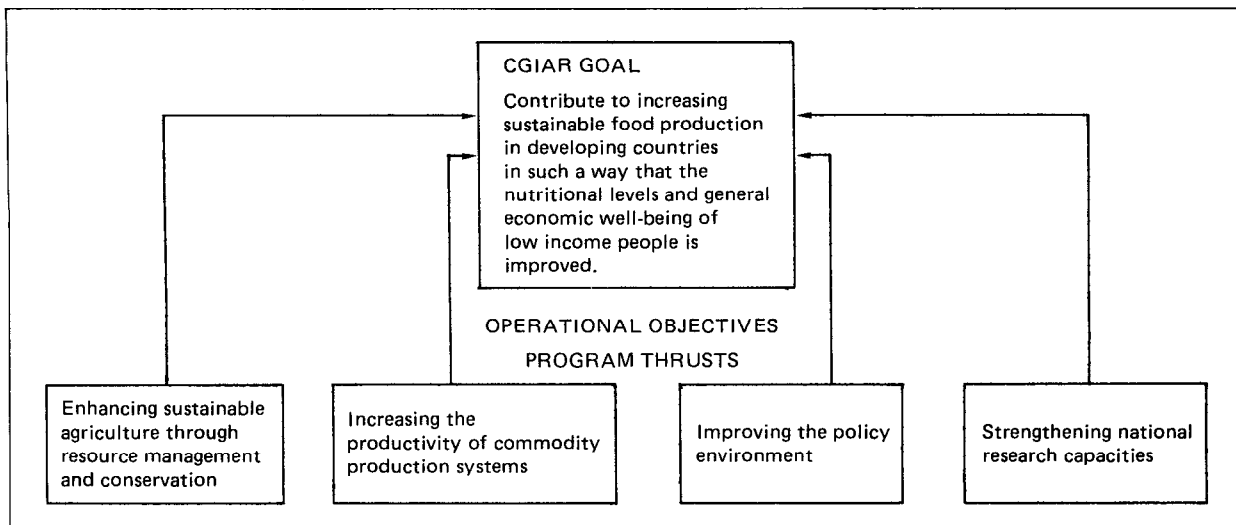 CGIAR GOAL
Contribute to increasing
sustainable food production
in developing countries
in such a way that the
nutritional levels and general
economic well-being of
low income people is
improved.
OPERATIONAL OBJECTIVES
PROGRAM THRUSTS
Enhancing sustainable
agriculture through
resource management
and conservation
Increasing the
productivity of commodity
production systems
Improving the policy
environment
Strengthening national
research capacities